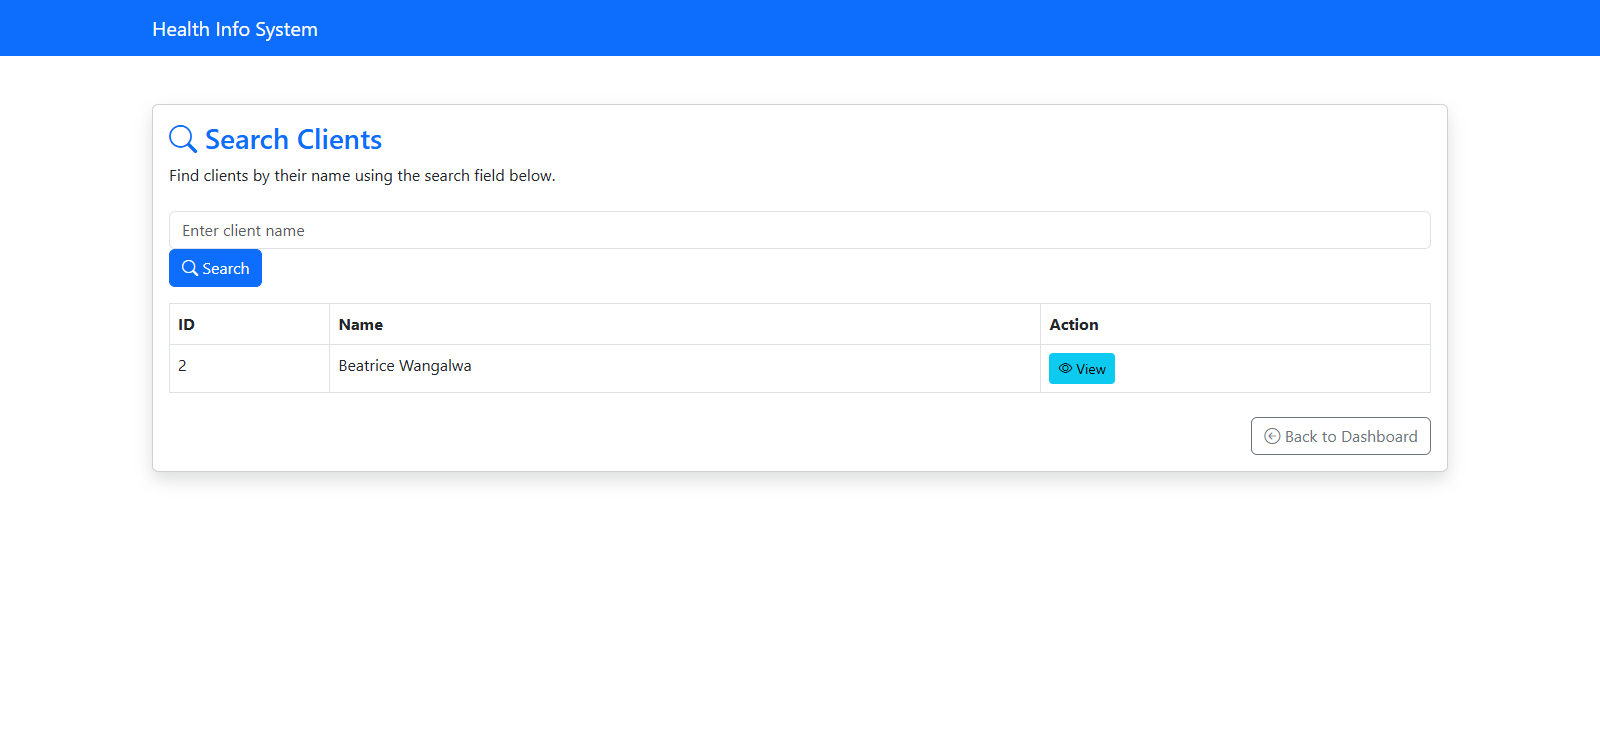 Health Info System
Search Clients
Find clients by their name using the search field below.
Enter client name
Search
ID Name Action
2 Beatrice Wangalwa View
Back to Dashboard